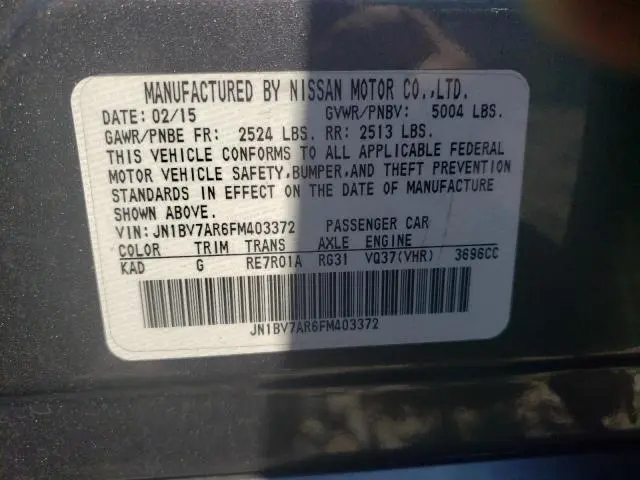 MANUFACTURED BY NISSAN MOTOR CO.,LTD.
DATE: 02/15 GVWR/PNBV: 5004 LBS.
GAWR/PNBE FR: 2524 LBS. RR: 2513 LBS.
THIS VEHICLE CONFORMS TO ALL APPLICABLE FEDERAL
MOTOR VEHICLE SAFETY,BUMPER,AND THEFT PREVENTION
STANDARDS IN EFFECT ON THE DATE OF MANUFACTURE
SHOWN ABOVE.
VIN: JN1BV7AR6FM403372 PASSENGER CAR
COLOR TRIM TRANS AXLE ENGINE
KAD G RE7R01A RG31 VQ37(VHR) 3696CC
JN1BV7AR6FM403372